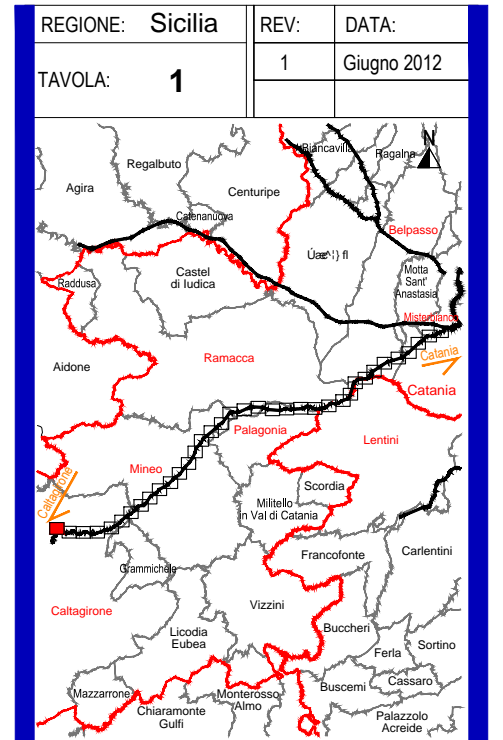 REGIONE: Sicilia
REV:
DATA:
TAVOLA: 1
1
Giugno 2012
N
Biancavilla
Ragalna
Regalbuto
Agira
Centuripe
Catenanuova
Belpasso
Motta
Sant'
Anastasia
Castel
di Iudica
Raddusa
Misterbianco
Catania
Ramacca
Aidone
Catania
Palagonia
Lentini
Mineo
Caltagirone
Scordia
Militello
in Val di Catania
Francofonte
Carlentini
Grammichele
Vizzini
Caltagirone
Licodia
Eubea
Buccheri
Ferla
Sortino
Mazzarrone
Monterosso
Almo
Buscemi
Cassaro
Chiaramonte
Gulfi
Palazzolo
Acreide